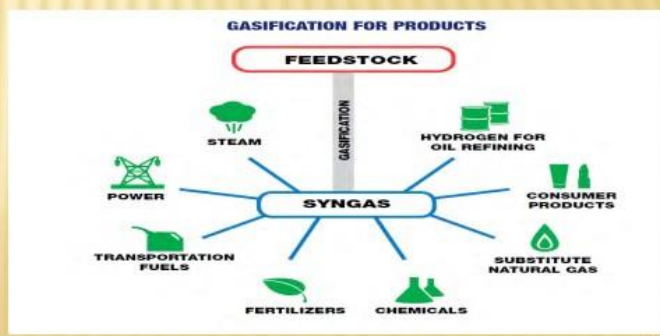 GASIFICATION FOR PRODUCTS
FEEDSTOCK
GASIFICATION
STEAM
HYDROGEN FOR
OIL REFINING
POWER
SYNGAS
CONSUMER
PRODUCTS
TRANSPORTATION
FUELS
SUBSTITUTE
NATURAL GAS
FERTILIZERS
CHEMICALS